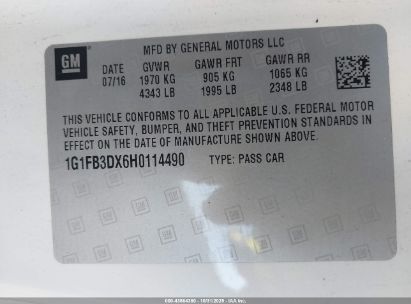 GM
MFD BY GENERAL MOTORS LLC
DATE GVWR GAWR FRT GAWR RR
07/16 1970 KG 905 KG 1065 KG
4343 LB 1995 LB 2348 LB
THIS VEHICLE CONFORMS TO ALL APPLICABLE U.S. FEDERAL MOTOR
VEHICLE SAFETY, BUMPER, AND THEFT PREVENTION STANDARDS IN
EFFECT ON THE DATE OF MANUFACTURE SHOWN ABOVE.
1G1FB3DX6H0114490 TYPE: PASS CAR